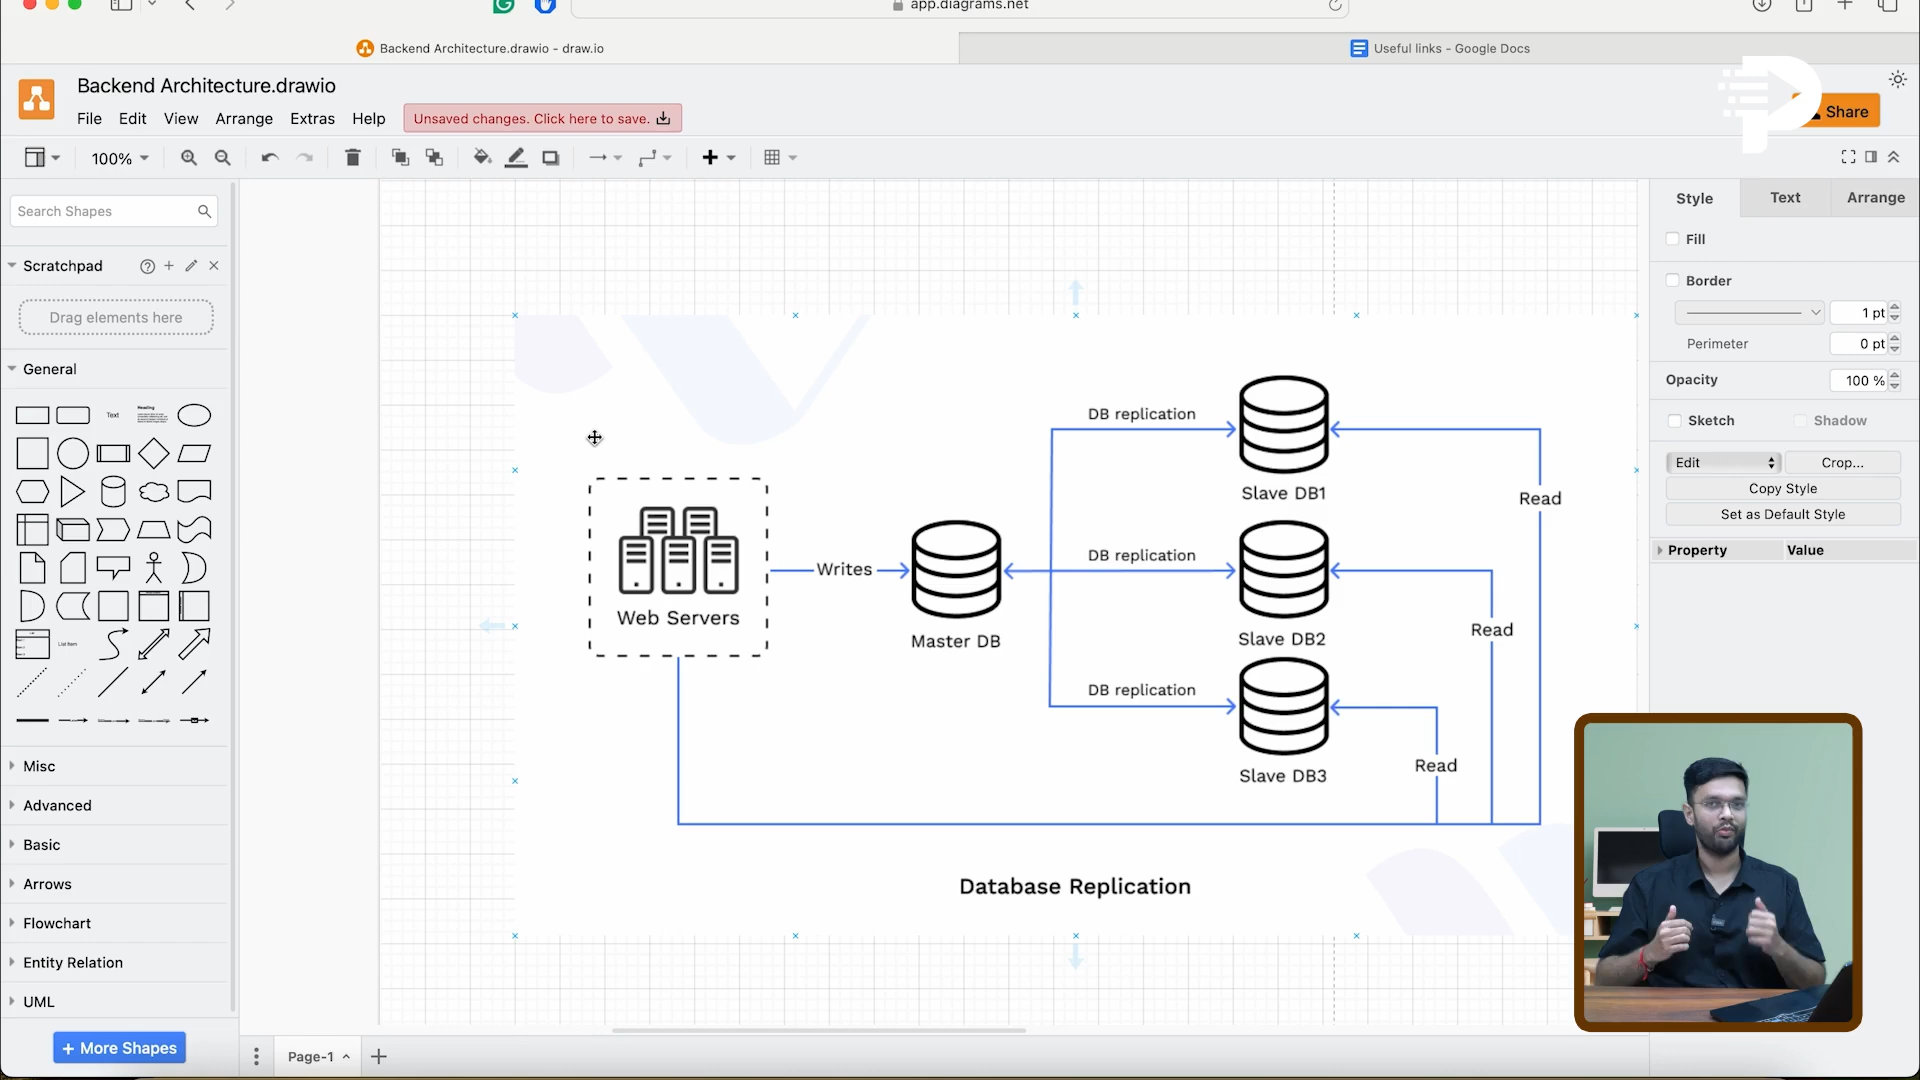 app.diagrams.net
Backend Architecture.drawio - draw.io
Useful links - Google Docs
Backend Architecture.drawio
File Edit View Arrange Extras Help
Unsaved changes. Click here to save.
Share
100%
Search Shapes
Scratchpad
Drag elements here
General
Text
Heading
List Item
Misc
Advanced
Basic
Arrows
Flowchart
Entity Relation
UML
+ More Shapes
Page-1
Web Servers
Writes
Master DB
DB replication
Slave DB1
Read
DB replication
Slave DB2
Read
DB replication
Slave DB3
Read
Database Replication
Style Text Arrange
Fill
Border
1 pt
Perimeter 0 pt
Opacity 100 %
Sketch Shadow
Edit Crop...
Copy Style
Set as Default Style
Property Value